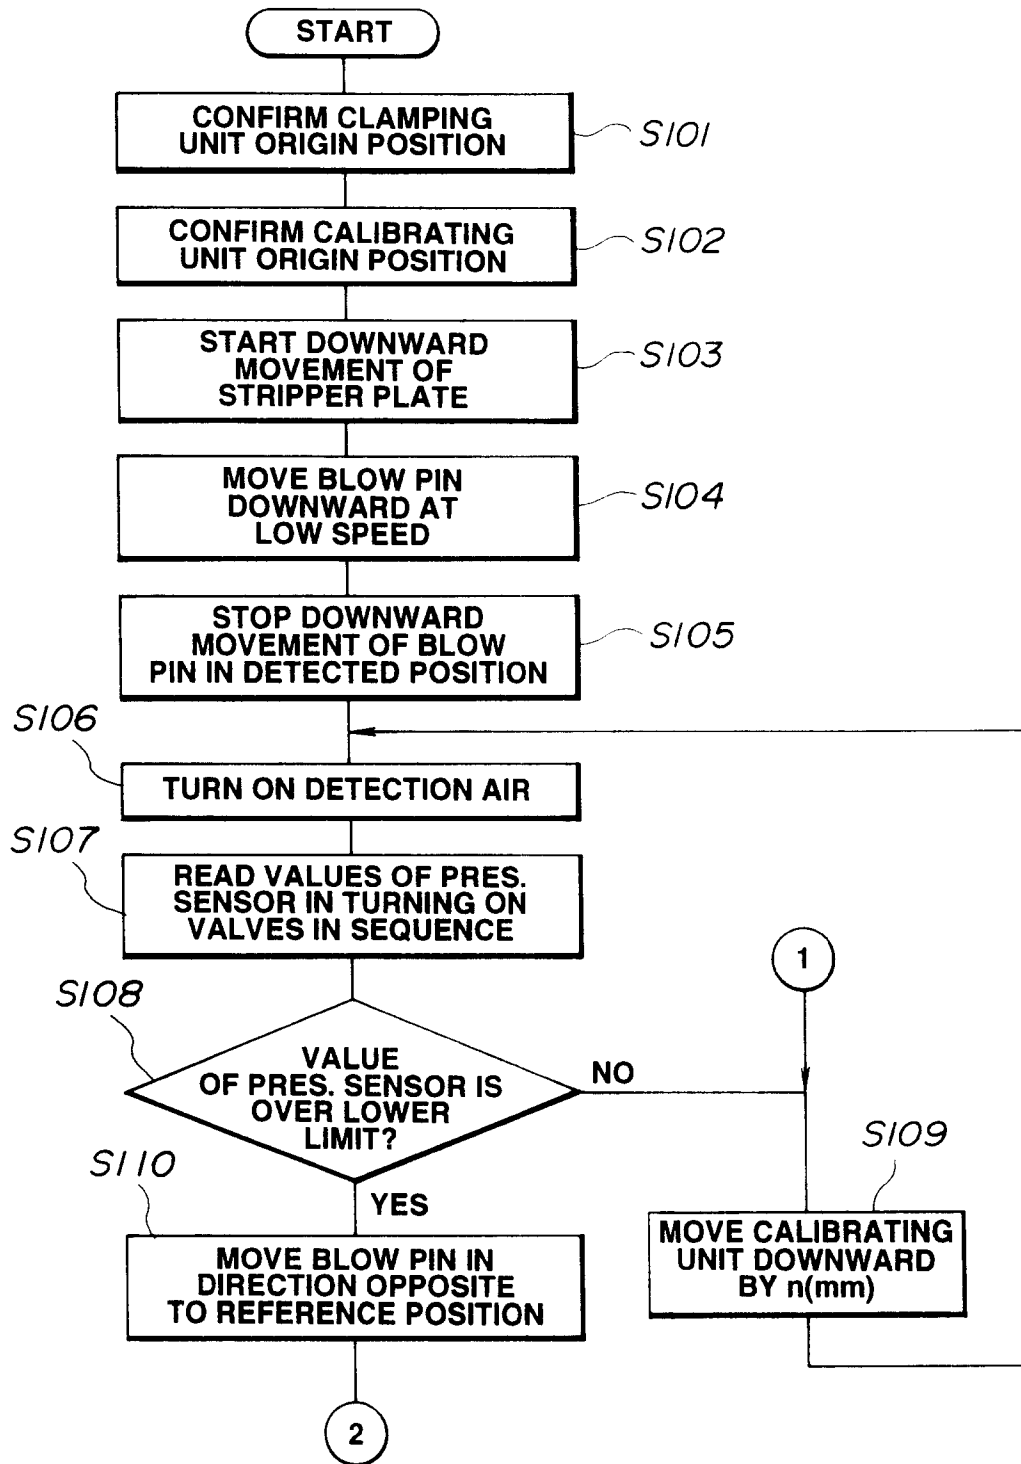 START
CONFIRM CLAMPING
UNIT ORIGIN POSITION
S101
CONFIRM CALIBRATING
UNIT ORIGIN POSITION
S102
START DOWNWARD
MOVEMENT OF
STRIPPER PLATE
S103
MOVE BLOW PIN
DOWNWARD AT
LOW SPEED
S104
STOP DOWNWARD
MOVEMENT OF BLOW
PIN IN DETECTED POSITION
S105
S106
TURN ON DETECTION AIR
S107
READ VALUES OF PRES.
SENSOR IN TURNING ON
VALVES IN SEQUENCE
1
S108
VALUE
OF PRES. SENSOR IS
OVER LOWER
LIMIT?
NO
S109
MOVE CALIBRATING
UNIT DOWNWARD
BY n(mm)
YES
S110
MOVE BLOW PIN IN
DIRECTION OPPOSITE
TO REFERENCE POSITION
2